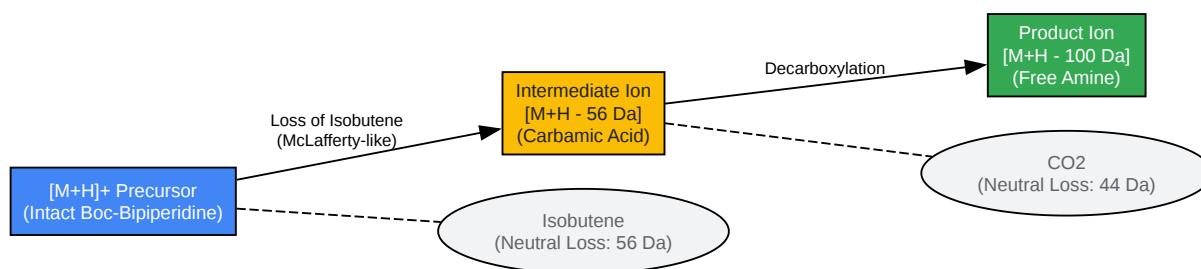 [M+H]+ Precursor
(Intact Boc-Bipiperidine)
Loss of Isobutene
(McLafferty-like)
Isobutene
(Neutral Loss: 56 Da)
Intermediate Ion
[M+H - 56 Da]
(Carbamic Acid)
Decarboxylation
CO2
(Neutral Loss: 44 Da)
Product Ion
[M+H - 100 Da]
(Free Amine)